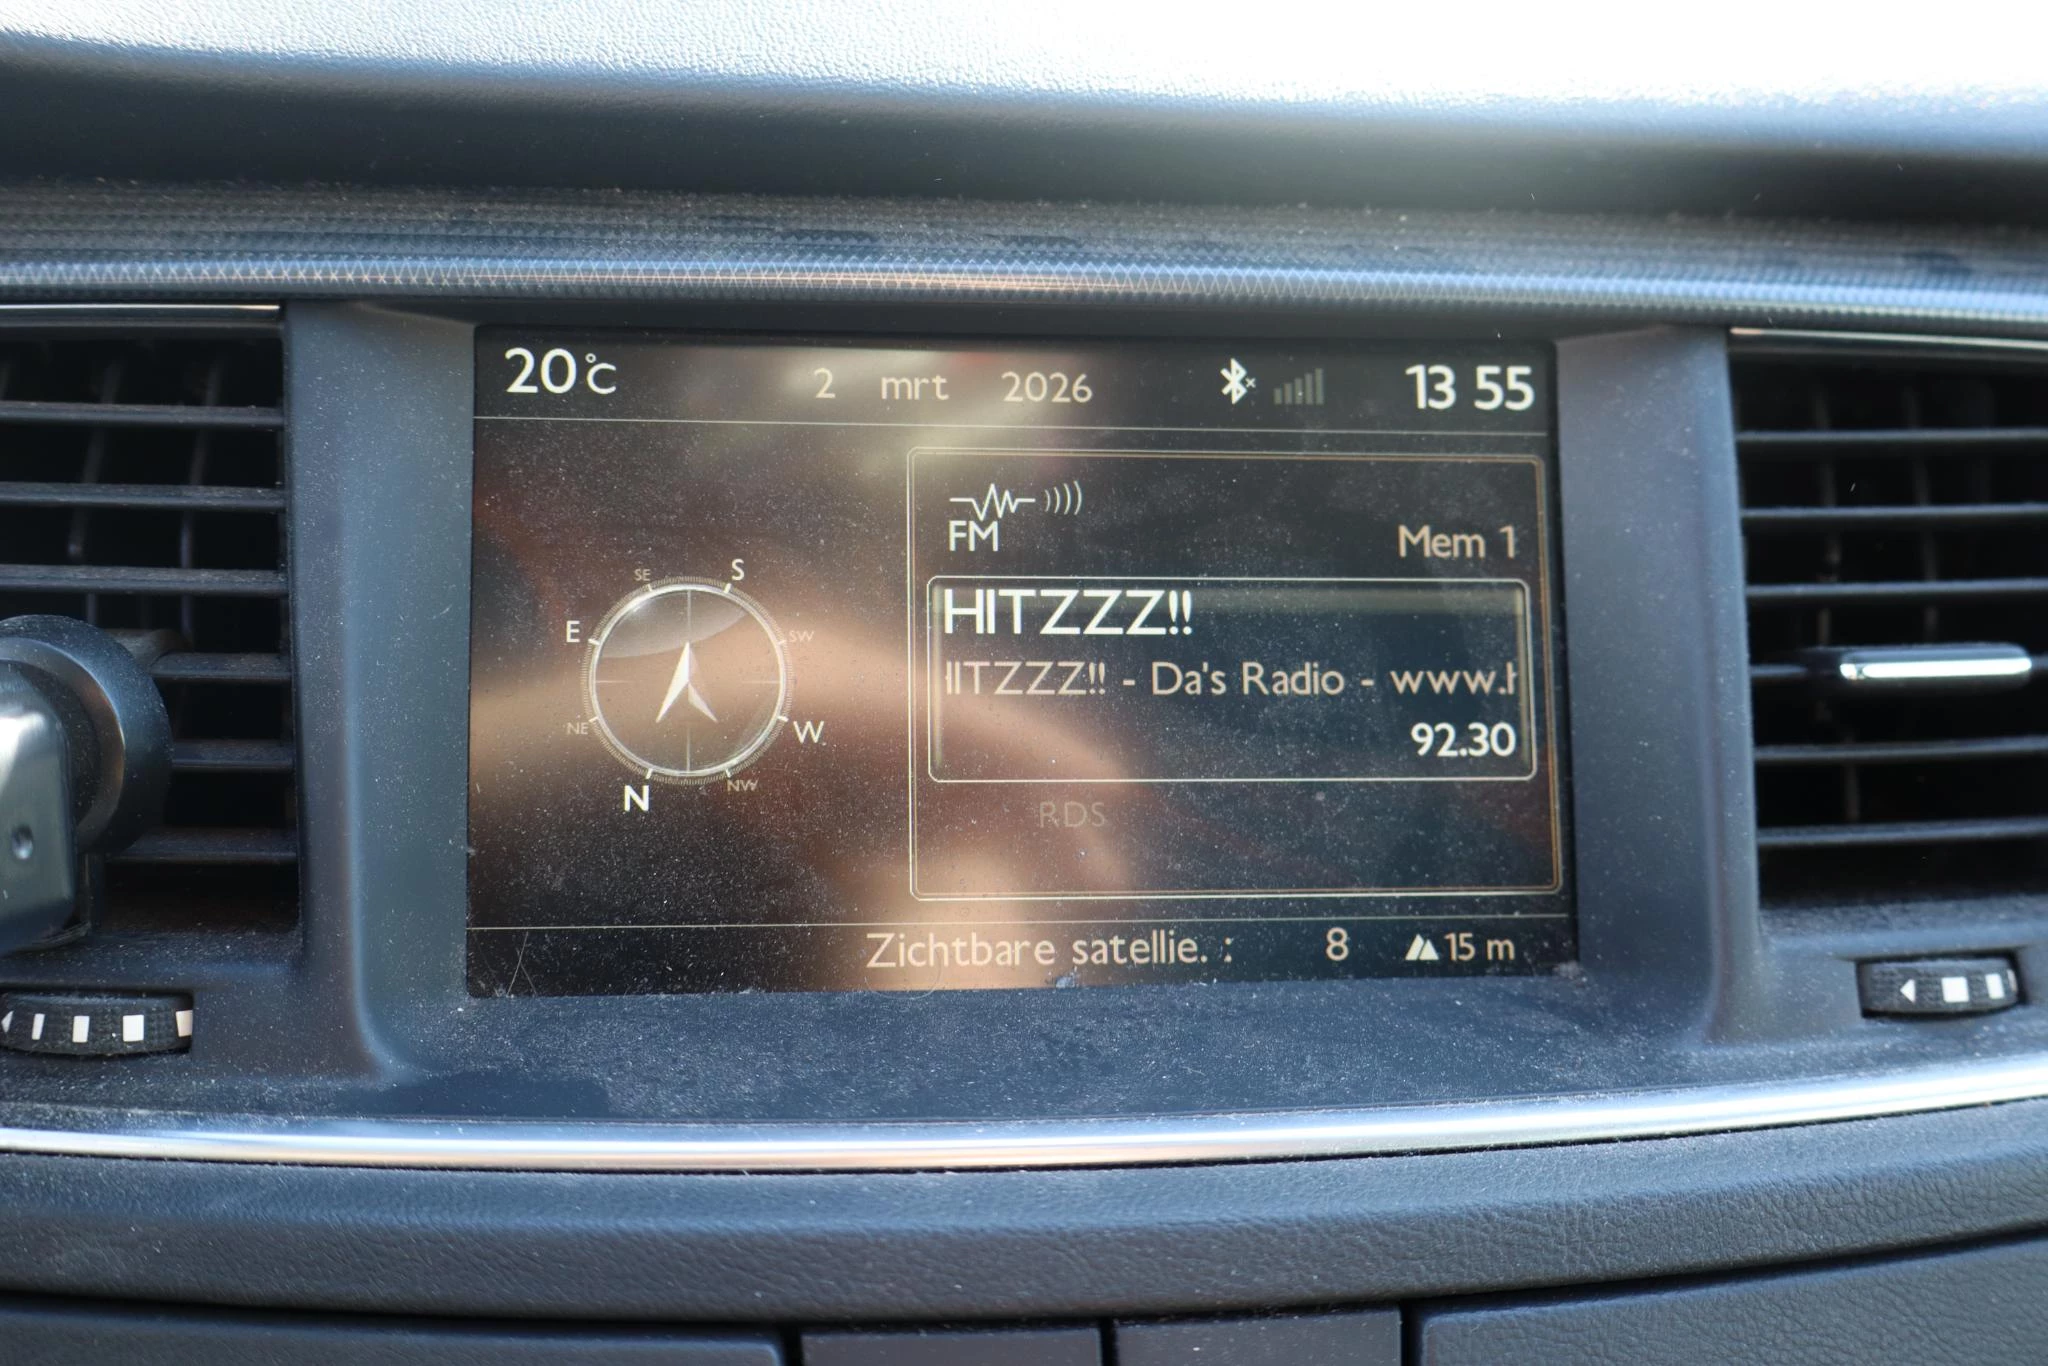 20°C 2 mrt 2026 13 55
FM
Mem 1
HITZZZ!!
HITZZZ!! - Da's Radio - www.h
92.30
RDS
SE S
E SW
NE W
N NW
Zichtbare satellie. : 8 15 m